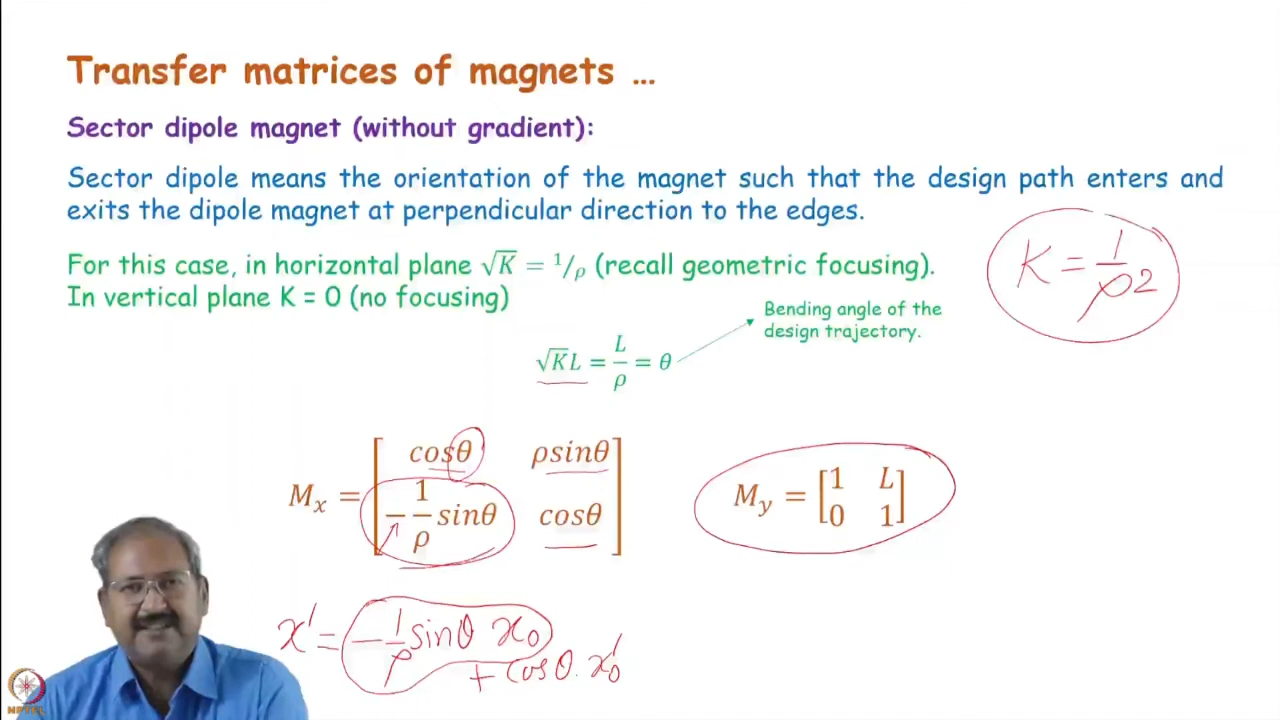 Transfer matrices of magnets ...
Sector dipole magnet (without gradient):
Sector dipole means the orientation of the magnet such that the design path enters and
exits the dipole magnet at perpendicular direction to the edges.
For this case, in horizontal plane √K = 1/ρ (recall geometric focusing).
In vertical plane K = 0 (no focusing)
K = 1/ρ2
Bending angle of the
design trajectory.
√KL = L/ρ = θ
Mx = [cosθ ρsinθ
−1/ρ sinθ cosθ]
My = [1 L
0 1]
x' = −1/ρ sinθ x0
+ cosθ. x0'
NPTEL